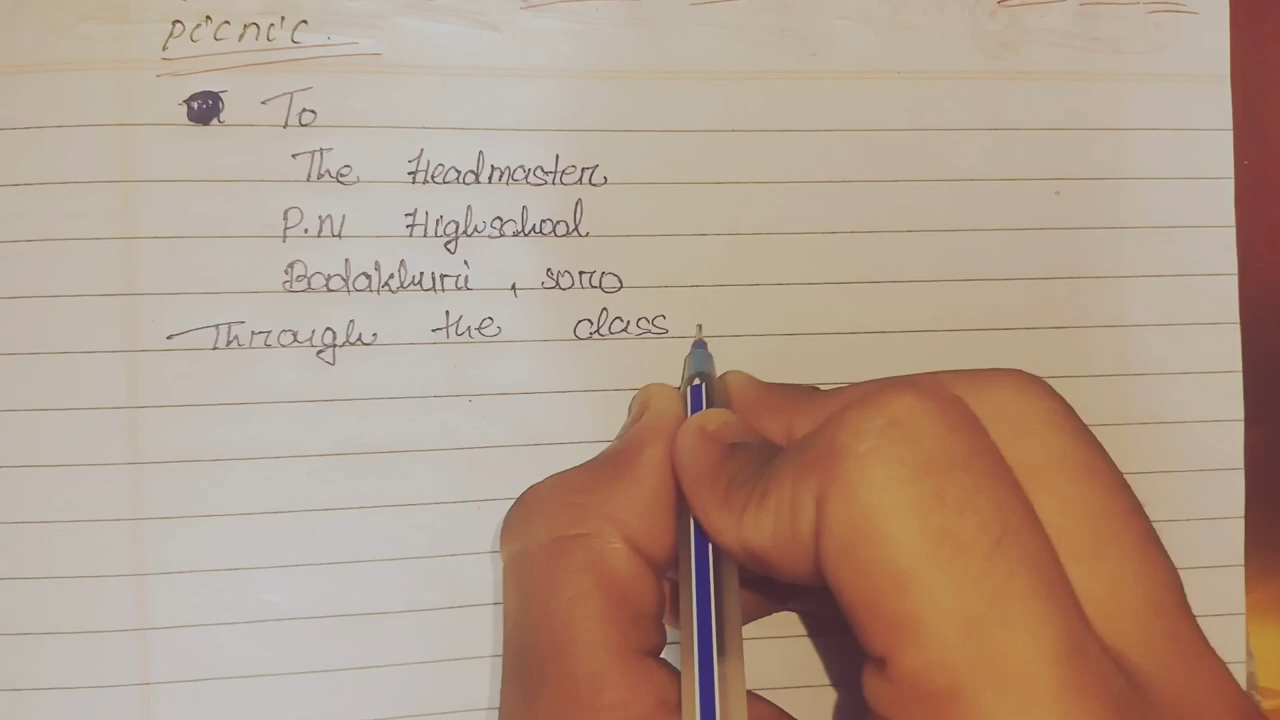 picnic.
To
The Headmaster
P.N Highschool
Badakhuri, soro
Through the class